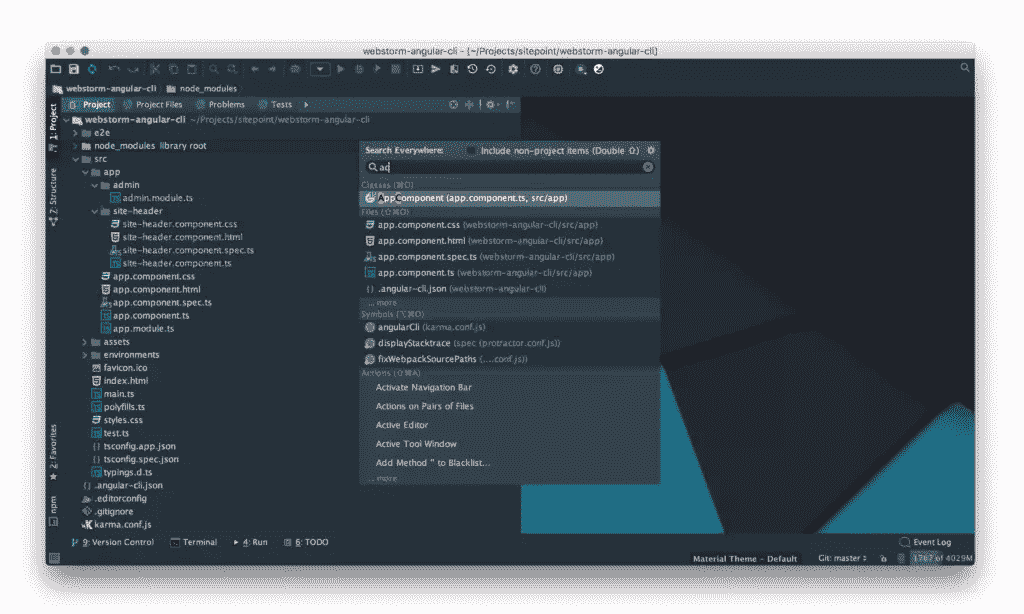 webstorm-angular-cli - [~/Projects/sitepoint/webstorm-angular-cli]
webstorm-angular-cli node_modules
1: Project
Z: Structure
2: Favorites
npm
Project Project Files Problems Tests
webstorm-angular-cli ~/Projects/sitepoint/webstorm-angular-cli
e2e
node_modules library root
src
app
admin
admin.module.ts
site-header
site-header.component.css
site-header.component.html
site-header.component.spec.ts
site-header.component.ts
app.component.css
app.component.html
app.component.spec.ts
app.component.ts
app.module.ts
assets
environments
favicon.ico
index.html
main.ts
polyfills.ts
styles.css
test.ts
tsconfig.app.json
tsconfig.spec.json
typings.d.ts
.angular-cli.json
.editorconfig
.gitignore
karma.conf.js
Search Everywhere: Include non-project items (Double ⇧)
ac
Classes (⌘O)
AppComponent (app.component.ts, src/app)
Files (⇧⌘O)
app.component.css (webstorm-angular-cli/src/app)
app.component.html (webstorm-angular-cli/src/app)
app.component.spec.ts (webstorm-angular-cli/src/app)
app.component.ts (webstorm-angular-cli/src/app)
.angular-cli.json (webstorm-angular-cli)
... more
Symbols (⌥⌘O)
angularCli (karma.conf.js)
displayStacktrace (spec (protractor.conf.js))
fixWebpackSourcePaths (,...conf.js))
Actions (⇧⌘A)
Activate Navigation Bar
Actions on Pairs of Files
Active Editor
Active Tool Window
Add Method '' to Blacklist...
... more
9: Version Control Terminal 4: Run 6: TODO Event Log
Material Theme - Default Git: master of 4029M